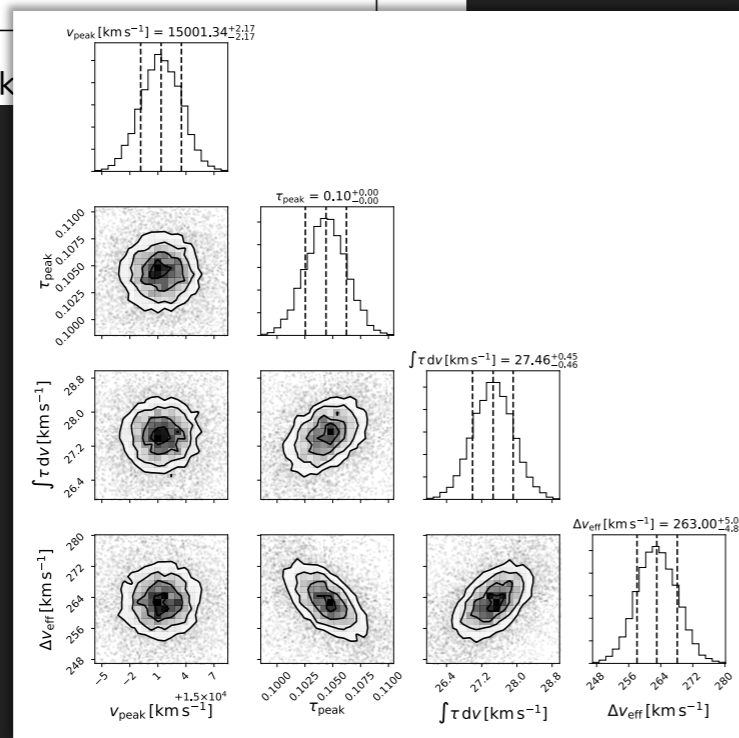 k
v_peak [km s⁻¹] = 15001.34 +2.17 −2.17
τ_peak = 0.10 +0.00 −0.00
∫τ dv [km s⁻¹] = 27.46 +0.45 −0.46
Δv_eff [km s⁻¹] = 263.00 +5.0 −4.8
τ_peak
0.1100
0.1075
0.1050
0.1025
0.1000
∫τ dv [km s⁻¹]
28.8
28.0
27.2
26.4
Δv_eff [km s⁻¹]
280
272
264
256
248
−5 −2 1 4 7
+1.5×10⁴
v_peak [km s⁻¹]
0.1000 0.1025 0.1050 0.1075 0.1100
τ_peak
26.4 27.2 28.0 28.8
∫τ dv [km s⁻¹]
248 256 264 272 280
Δv_eff [km s⁻¹]